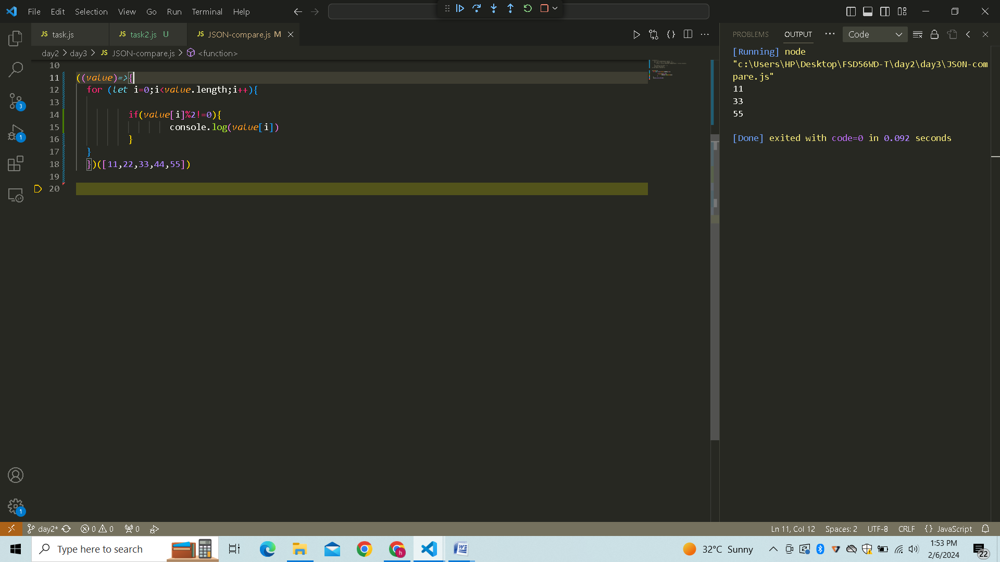 File Edit Selection View Go Run Terminal Help
JS task.js
JS task2.js U
JS JSON-compare.js M
day2 > day3 > JS JSON-compare.js > <function>
10
11 ((value)=>{
12 for (let i=0;i<value.length;i++){
13
14 if(value[i]%2!=0){
15 console.log(value[i])
16 }
17 }
18 })([11,22,33,44,55])
19
20
PROBLEMS OUTPUT ... Code
[Running] node
"c:\Users\HP\Desktop\FSD56WD-T\day2\day3\JSON-com
pare.js"
11
33
55
[Done] exited with code=0 in 0.092 seconds
3
1
1
day2* 0 0 0
Ln 11, Col 12 Spaces: 2 UTF-8 CRLF {} JavaScript
Type here to search
h
32°C Sunny
1:53 PM
2/6/2024
22